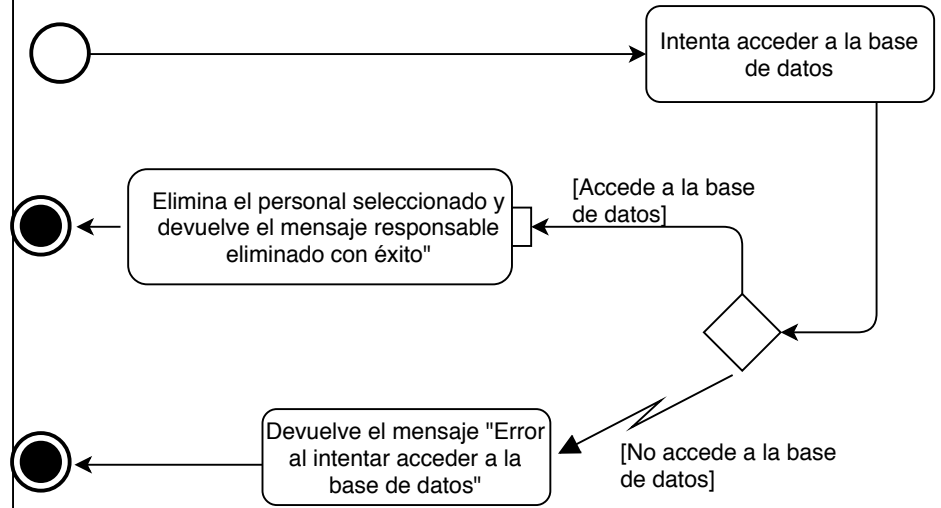 Intenta acceder a la base
de datos
[Accede a la base
de datos]
Elimina el personal seleccionado y
devuelve el mensaje responsable
eliminado con éxito"
Devuelve el mensaje "Error
al intentar acceder a la
base de datos"
[No accede a la base
de datos]